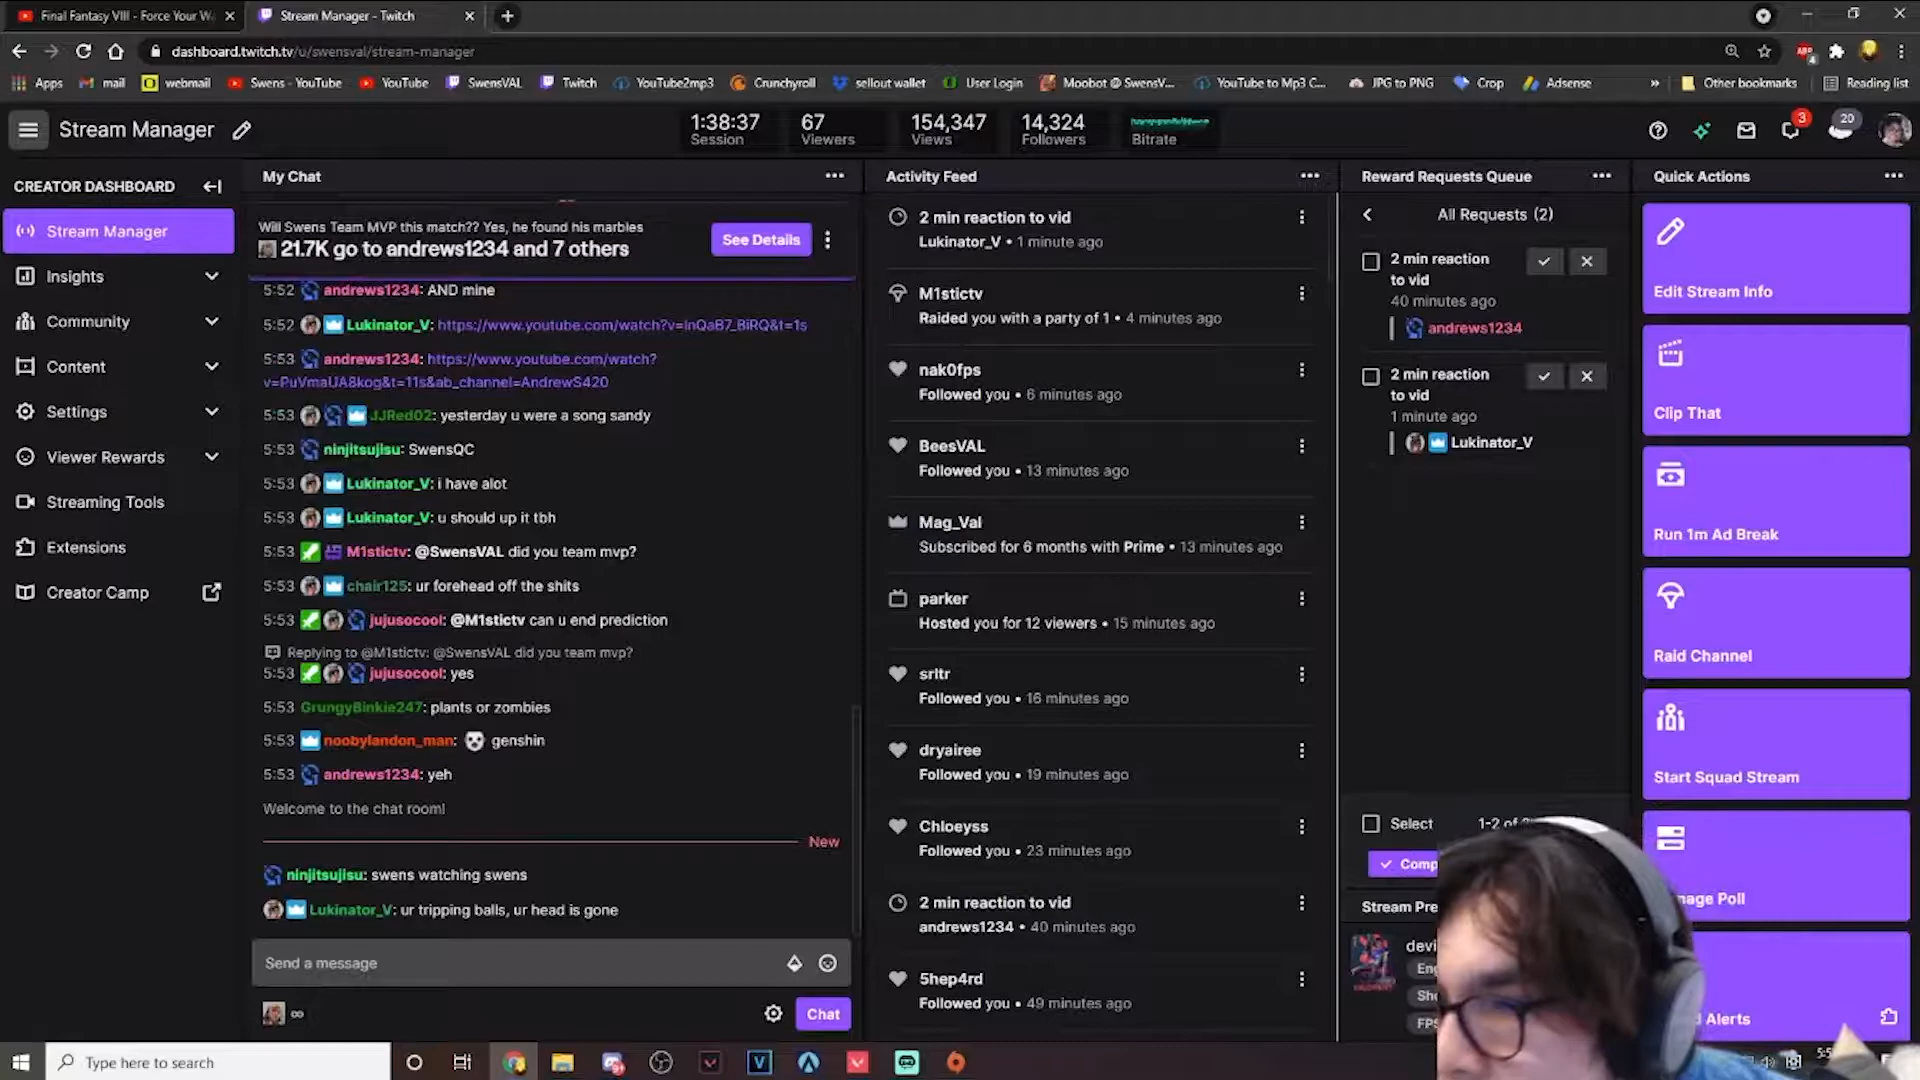 Final Fantasy VIII - Force Your W
Stream Manager - Twitch
dashboard.twitch.tv/u/swensval/stream-manager
Apps
mail
webmail
Swens - YouTube
YouTube
SwensVAL
Twitch
YouTube2mp3
Crunchyroll
sellout wallet
User Login
Moobot @ SwensV...
YouTube to Mp3 C...
JPG to PNG
Crop
Adsense
»
Other bookmarks
Reading list
Stream Manager
1:38:37
Session
67
Viewers
154,347
Views
14,324
Followers
Bitrate
3
20
CREATOR DASHBOARD
Stream Manager
Insights
Community
Content
Settings
Viewer Rewards
Streaming Tools
Extensions
Creator Camp
My Chat
Will Swens Team MVP this match?? Yes, he found his marbles
21.7K go to andrews1234 and 7 others
See Details
5:52 andrews1234: AND mine
5:52 Lukinator_V: https://www.youtube.com/watch?v=InQaB7_BiRQ&t=1s
5:53 andrews1234: https://www.youtube.com/watch?
v=PuVmaUA8kog&t=11s&ab_channel=AndrewS420
5:53 JJRed02: yesterday u were a song sandy
5:53 ninjitsujisu: SwensQC
5:53 Lukinator_V: i have alot
5:53 Lukinator_V: u should up it tbh
5:53 M1stictv: @SwensVAL did you team mvp?
5:53 chair125: ur forehead off the shits
5:53 jujusocool: @M1stictv can u end prediction
Replying to @M1stictv: @SwensVAL did you team mvp?
5:53 jujusocool: yes
5:53 GrungyBinkie247: plants or zombies
5:53 noobylandon_man: genshin
5:53 andrews1234: yeh
Welcome to the chat room!
New
ninjitsujisu: swens watching swens
Lukinator_V: ur tripping balls, ur head is gone
Send a message
∞
Chat
Activity Feed
2 min reaction to vid
Lukinator_V • 1 minute ago
M1stictv
Raided you with a party of 1 • 4 minutes ago
nak0fps
Followed you • 6 minutes ago
BeesVAL
Followed you • 13 minutes ago
Mag_Val
Subscribed for 6 months with Prime • 13 minutes ago
parker
Hosted you for 12 viewers • 15 minutes ago
srltr
Followed you • 16 minutes ago
dryairee
Followed you • 19 minutes ago
Chloeyss
Followed you • 23 minutes ago
2 min reaction to vid
andrews1234 • 40 minutes ago
5hep4rd
Followed you • 49 minutes ago
Reward Requests Queue
All Requests (2)
2 min reaction
to vid
40 minutes ago
andrews1234
2 min reaction
to vid
1 minute ago
Lukinator_V
Select
1-2 of
Comp
Stream Pre
devi
Eng
Sho
FPS
Quick Actions
Edit Stream Info
Clip That
Run 1m Ad Break
Raid Channel
Start Squad Stream
nage Poll
Alerts
Type here to search